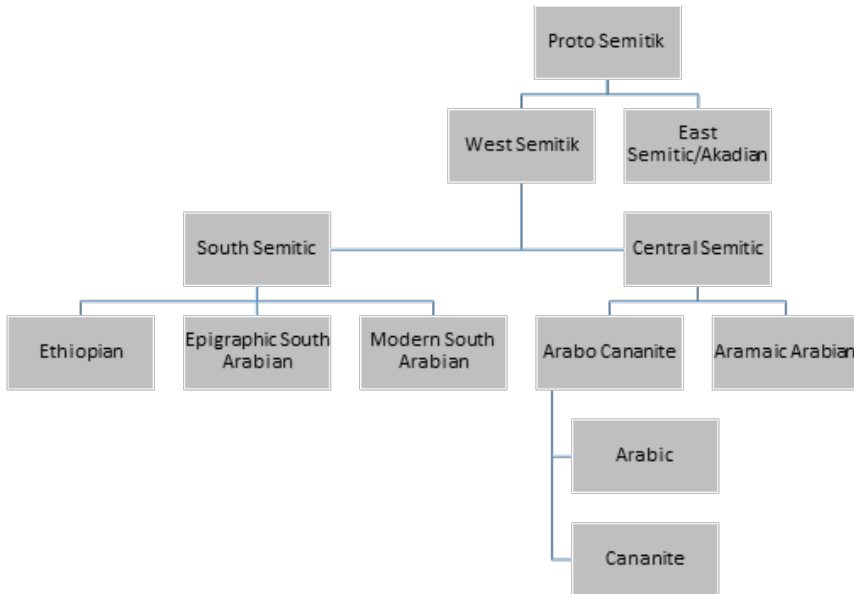 Proto Semitik
West Semitik
East
Semitic/Akadian
South Semitic
Central Semitic
Ethiopian
Epigraphic South
Arabian
Modern South
Arabian
Arabo Cananite
Aramaic Arabian
Arabic
Cananite